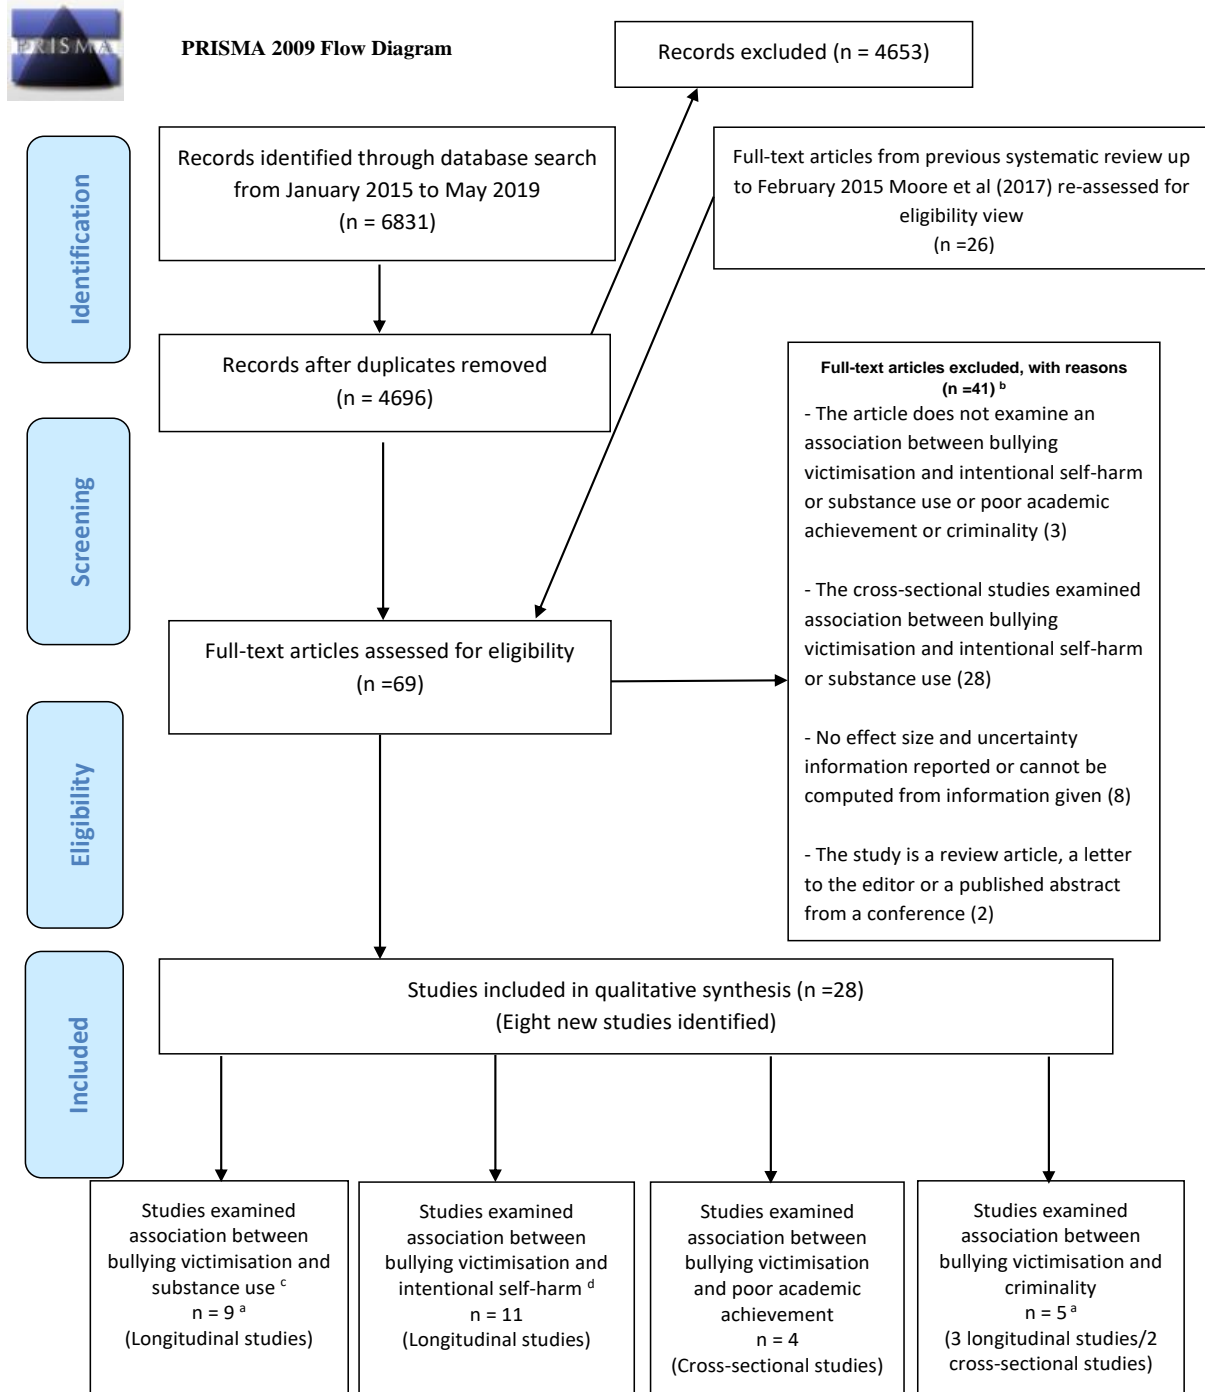 PRISMA
PRISMA 2009 Flow Diagram
Records excluded (n = 4653)
Identification
Records identified through database search
from January 2015 to May 2019
(n = 6831)
Full-text articles from previous systematic review up
to February 2015 Moore et al (2017) re-assessed for
eligibility view
(n =26)
Records after duplicates removed
(n = 4696)
Screening
Full-text articles excluded, with reasons
(n =41) ᵇ
- The article does not examine an
association between bullying
victimisation and intentional self-harm
or substance use or poor academic
achievement or criminality (3)
- The cross-sectional studies examined
association between bullying
victimisation and intentional self-harm
or substance use (28)
- No effect size and uncertainty
information reported or cannot be
computed from information given (8)
- The study is a review article, a letter
to the editor or a published abstract
from a conference (2)
Full-text articles assessed for eligibility
(n =69)
Eligibility
Included
Studies included in qualitative synthesis (n =28)
(Eight new studies identified)
Studies examined
association between
bullying victimisation and
substance use ᶜ
n = 9 ᵃ
(Longitudinal studies)
Studies examined
association between
bullying victimisation and
intentional self-harm ᵈ
n = 11
(Longitudinal studies)
Studies examined
association between
bullying victimisation
and poor academic
achievement
n = 4
(Cross-sectional studies)
Studies examined
association between
bullying victimisation and
criminality
n = 5 ᵃ
(3 longitudinal studies/2
cross-sectional studies)